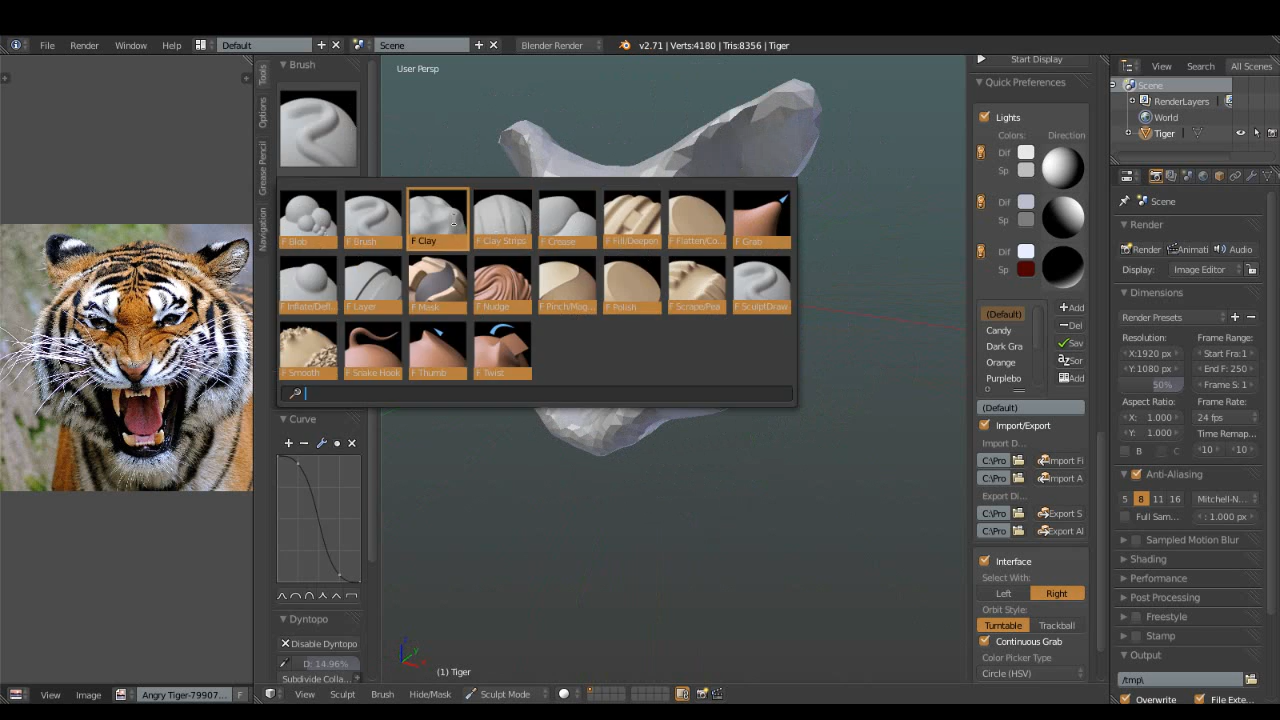 File Render Window Help Default Scene Blender Render v2.71 | Verts:4180 | Tris:8356 | Tiger
Tools
Options
Grease Pencil
Navigation
Brush
User Persp
F Blob F Brush F Clay F Clay Strips F Crease F Fill/Deepen F Flatten/Co... F Grab
F Inflate/Defl... F Layer F Mask F Nudge F Pinch/Mag... F Polish F Scrape/Pea F SculptDraw
F Smooth F Snake Hook F Thumb F Twist
Curve
Dyntopo
Disable Dyntopo
D: 14.96%
Subdivide Colla...
(1) Tiger
View Image Angry Tiger-79907... F
View Sculpt Brush Hide/Mask Sculpt Mode
Start Display
Quick Preferences
Lights
Colors: Direction
Dif
Sp
Dif
Sp
Dif
Sp
(Default)
Candy
Dark Gra
Orange
Purplebo
Add
Del
Sav
Sor
Add
(Default)
Import/Export
Import D...
C:\Pro Import Fi
C:\Pro Import A
Export Di...
C:\Pro Export S
C:\Pro Export Al
Interface
Select With:
Left Right
Orbit Style:
Turntable Trackball
Continuous Grab
Color Picker Type
Circle (HSV)
View Search All Scenes
Scene
RenderLayers
World
Tiger
Scene
Render
Render Animati Audio
Display: Image Editor
Dimensions
Render Presets
Resolution: Frame Range:
X:1920 px Start Fra:1
Y:1080 px End F: 250
50% Frame S: 1
Aspect Ratio: Frame Rate:
X: 1.000 24 fps
Y: 1.000 Time Remap...
B C 10 10
Anti-Aliasing
5 8 11 16 Mitchell-N...
Full Sam... : 1.000 px
Sampled Motion Blur
Shading
Performance
Post Processing
Freestyle
Stamp
Output
/tmp\
Overwrite File Exte...